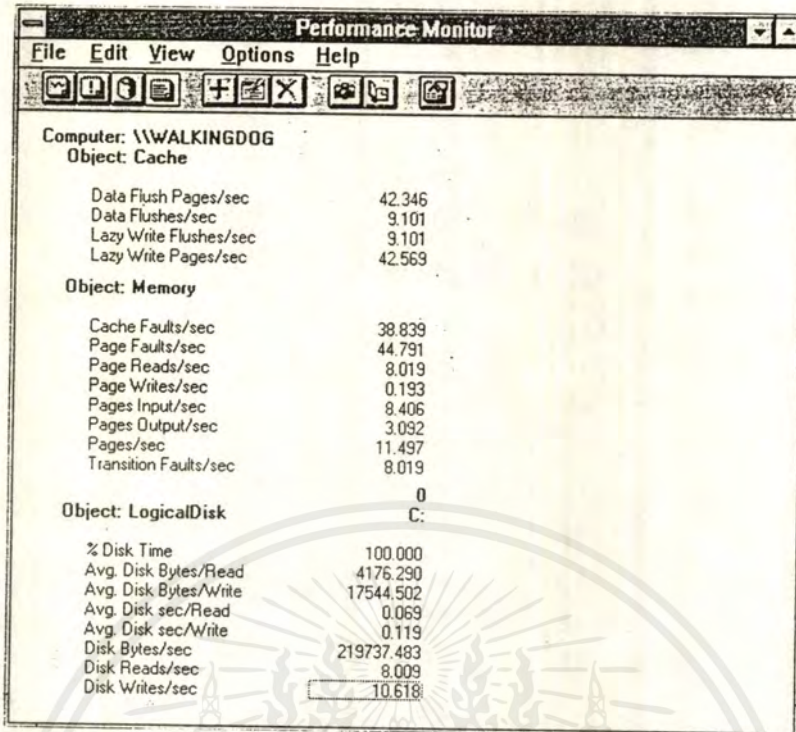 Performance Monitor
File Edit View Options Help
Computer: \\WALKINGDOG
Object: Cache
Data Flush Pages/sec 42.346
Data Flushes/sec 9.101
Lazy Write Flushes/sec 9.101
Lazy Write Pages/sec 42.569
Object: Memory
Cache Faults/sec 38.839
Page Faults/sec 44.791
Page Reads/sec 8.019
Page Writes/sec 0.193
Pages Input/sec 8.406
Pages Output/sec 3.092
Pages/sec 11.497
Transition Faults/sec 8.019
0
Object: LogicalDisk C:
% Disk Time 100.000
Avg. Disk Bytes/Read 4176.290
Avg. Disk Bytes/Write 17544.502
Avg. Disk sec/Read 0.069
Avg. Disk sec/Write 0.119
Disk Bytes/sec 219737.483
Disk Reads/sec 8.009
Disk Writes/sec 10.618